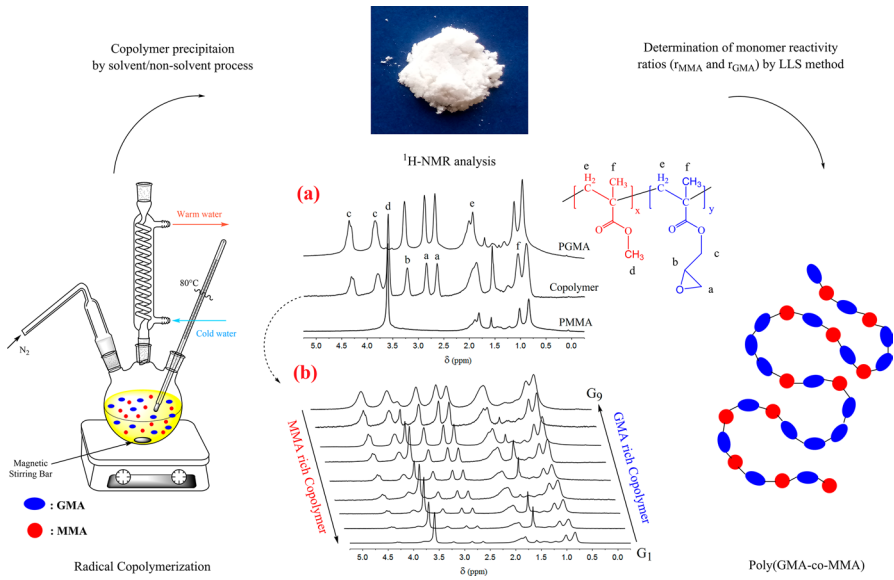 Copolymer precipitaion
by solvent/non-solvent process
Determination of monomer reactivity
ratios (rMMA and rGMA) by LLS method
1H-NMR analysis
(a)
c
c
d
e
PGMA
b
a
a
f
Copolymer
PMMA
5.0
4.5
4.0
3.5
3.0
2.5
2.0
1.5
1.0
0.5
0.0
δ (ppm)
e
f
e
f
H2
C
CH3
C
x
H2
C
CH3
C
y
O
O
CH3
d
O
O
c
b
O
a
Warm water
80°C
Cold water
N2
Magnetic
Stirring Bar
: GMA
: MMA
Radical Copolymerization
(b)
G9
MMA rich Copolymer
GMA rich Copolymer
G1
5.0
4.5
4.0
3.5
3.0
2.5
2.0
1.5
1.0
0.5
0.0
δ (ppm)
Poly(GMA-co-MMA)